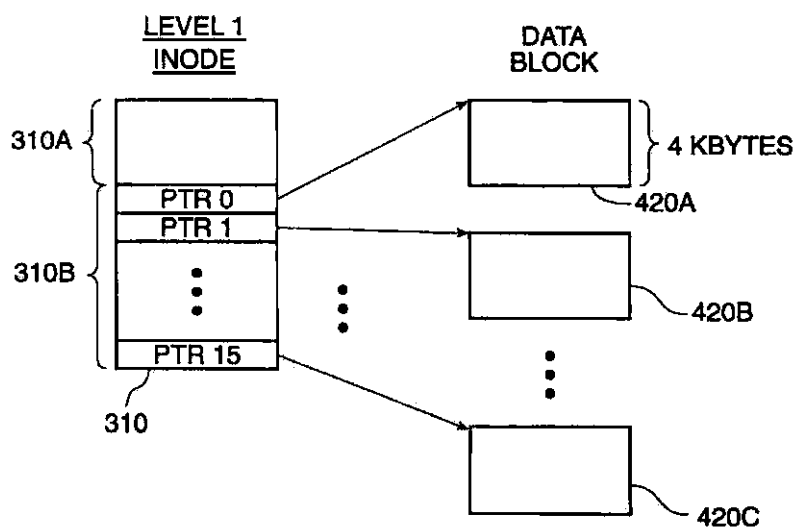 LEVEL 1
INODE
DATA
BLOCK
310A
4 KBYTES
PTR 0
420A
PTR 1
310B
420B
PTR 15
310
420C